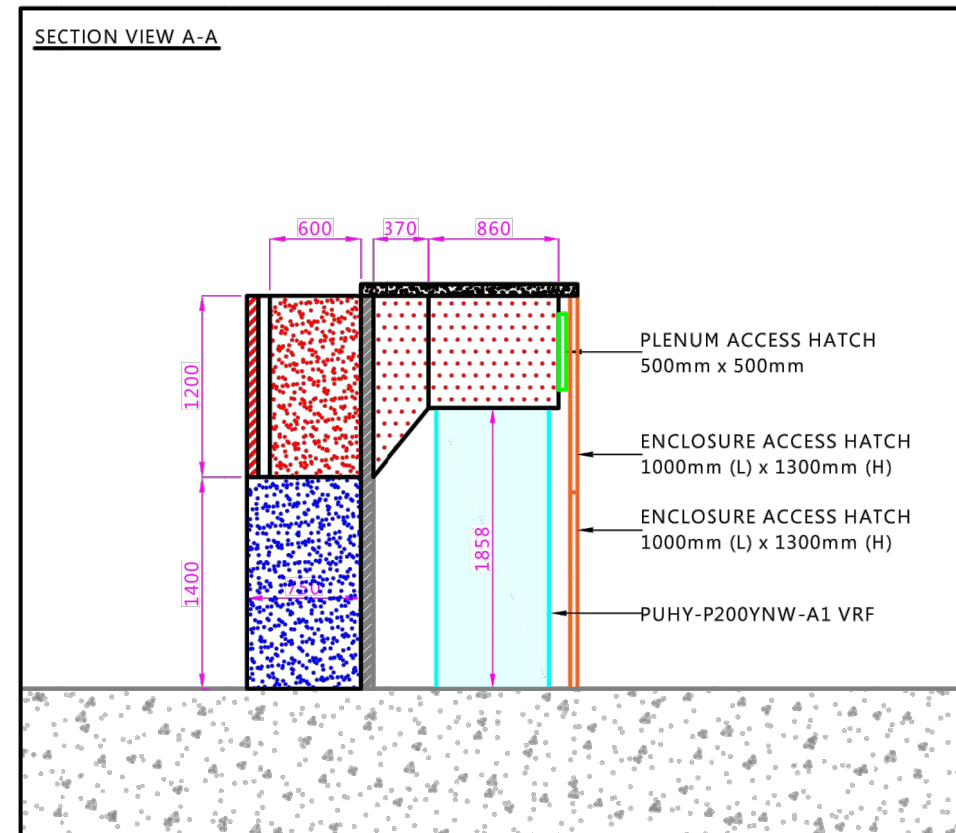 SECTION VIEW A-A
600
370
860
1200
PLENUM ACCESS HATCH
500mm x 500mm
ENCLOSURE ACCESS HATCH
1000mm (L) x 1300mm (H)
ENCLOSURE ACCESS HATCH
1000mm (L) x 1300mm (H)
1858
1400
750
PUHY-P200YNW-A1 VRF